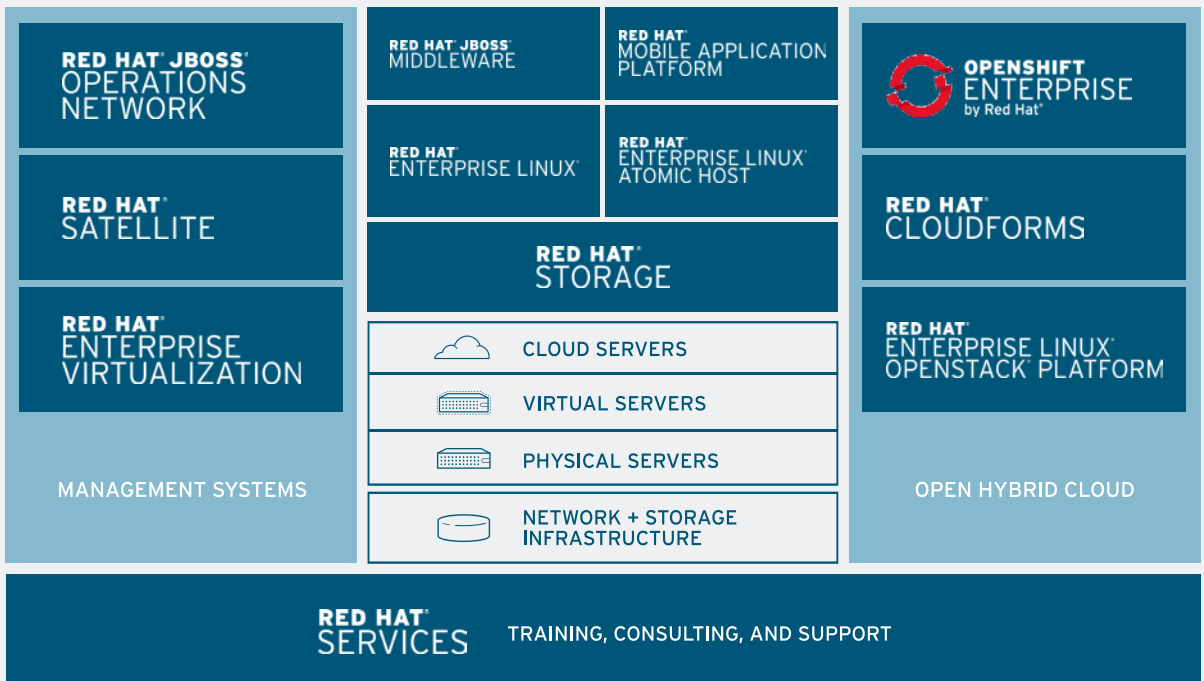 RED HAT® JBOSS®
OPERATIONS
NETWORK
RED HAT®
SATELLITE
RED HAT®
ENTERPRISE
VIRTUALIZATION
MANAGEMENT SYSTEMS
RED HAT® JBOSS®
MIDDLEWARE
RED HAT®
MOBILE APPLICATION
PLATFORM
RED HAT®
ENTERPRISE LINUX®
RED HAT®
ENTERPRISE LINUX®
ATOMIC HOST
RED HAT®
STORAGE
CLOUD SERVERS
VIRTUAL SERVERS
PHYSICAL SERVERS
NETWORK + STORAGE
INFRASTRUCTURE
OPENSHIFT
ENTERPRISE
by Red Hat®
RED HAT®
CLOUDFORMS
RED HAT®
ENTERPRISE LINUX®
OPENSTACK® PLATFORM
OPEN HYBRID CLOUD
RED HAT®
SERVICES
TRAINING, CONSULTING, AND SUPPORT